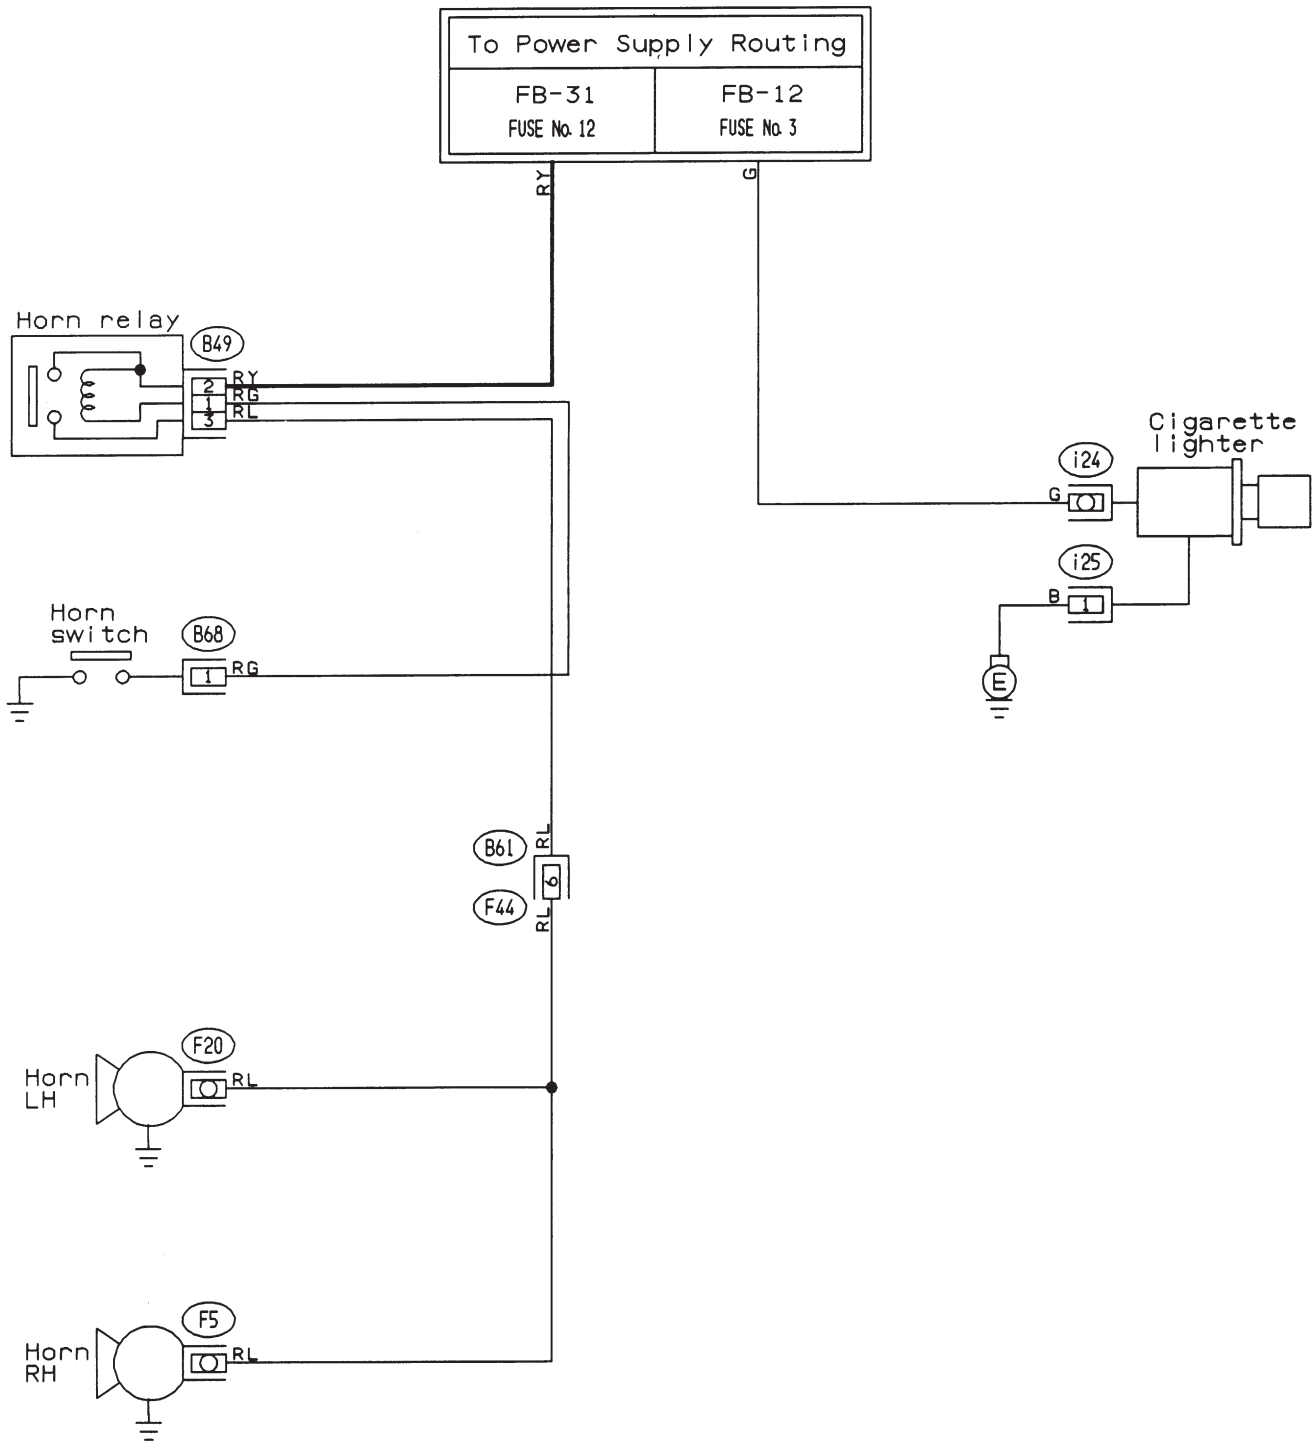 To Power Supply Routing
FB-31
FB-12
FUSE No. 12
FUSE No. 3
RY
G
Horn relay
B49
2
RY
1
RG
3
RL
Cigarette
lighter
i24
G
i25
B
1
E
Horn
switch
B68
1
RG
RL
B61
6
F44
RL
F20
Horn
LH
RL
F5
Horn
RH
RL